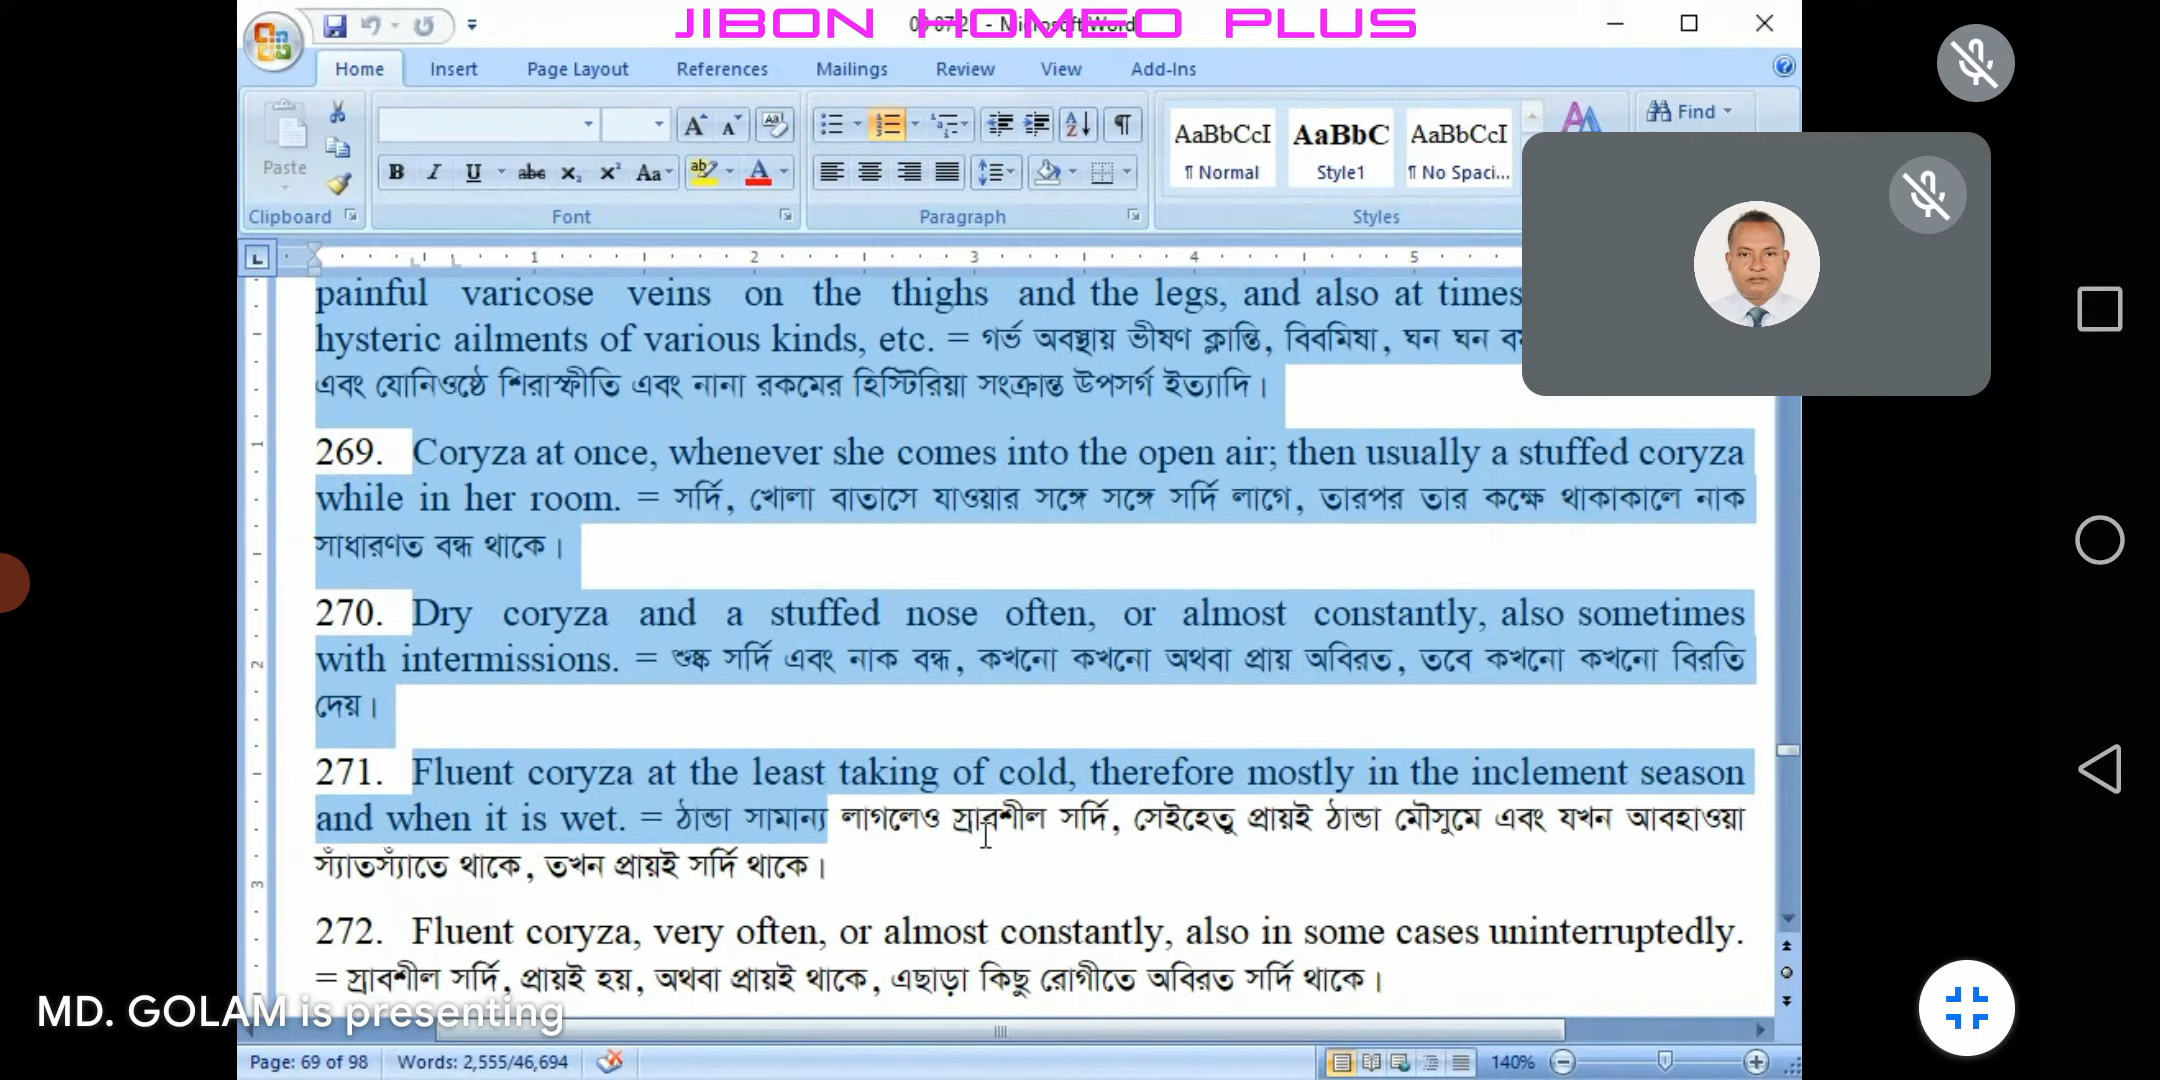 JIBON HOMEO PLUS
- Microsoft Word
Home Insert Page Layout References Mailings Review View Add-Ins
Paste
AaBbCcI AaBbC AaBbCcI
¶ Normal Style1 ¶ No Spaci...
Find
Clipboard Font Paragraph Styles
1 2 3 4 5
painful varicose veins on the thighs and the legs, and also at times
hysteric ailments of various kinds, etc. = গর্ভ অবস্থায় ভীষণ ক্লান্তি, বিবমিষা, ঘন ঘন
এবং যোনিওষ্ঠে শিরাস্ফীতি এবং নানা রকমের হিস্টিরিয়া সংক্রান্ত উপসর্গ ইত্যাদি।
269. Coryza at once, whenever she comes into the open air; then usually a stuffed coryza
while in her room. = সর্দি, খোলা বাতাসে যাওয়ার সঙ্গে সঙ্গে সর্দি লাগে, তারপর তার কক্ষে থাকাকালে নাক
সাধারণত বন্ধ থাকে।
270. Dry coryza and a stuffed nose often, or almost constantly, also sometimes
with intermissions. = শুষ্ক সর্দি এবং নাক বন্ধ, কখনো কখনো অথবা প্রায় অবিরত, তবে কখনো কখনো বিরতি
দেয়।
271. Fluent coryza at the least taking of cold, therefore mostly in the inclement season
and when it is wet. = ঠান্ডা সামান্য লাগলেও স্রাবশীল সর্দি, সেইহেতু প্রায়ই ঠান্ডা মৌসুমে এবং যখন আবহাওয়া
স্যাঁতস্যাঁতে থাকে, তখন প্রায়ই সর্দি থাকে।
272. Fluent coryza, very often, or almost constantly, also in some cases uninterruptedly.
= স্রাবশীল সর্দি, প্রায়ই হয়, অথবা প্রায়ই থাকে, এছাড়া কিছু রোগীতে অবিরত সর্দি থাকে।
MD. GOLAM is presenting
Page: 69 of 98 Words: 2,555/46,694 140%